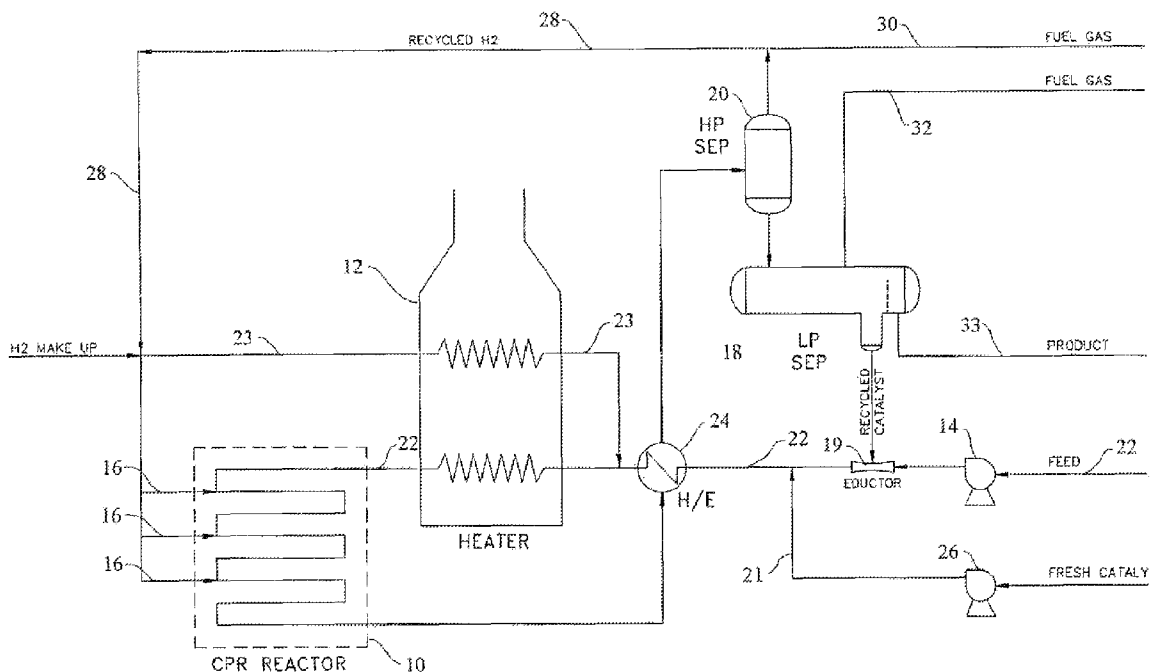 28
30
RECYCLED H2
FUEL GAS
FUEL GAS
20
HP
SEP
32
28
12
23
23
H2 MAKE UP
18
LP
SEP
33
PRODUCT
RECYCLED
CATALYST
24
22
22
19
14
FEED
22
16
EDUCTOR
H/E
16
HEATER
16
21
26
FRESH CATALY
CPR REACTOR
10